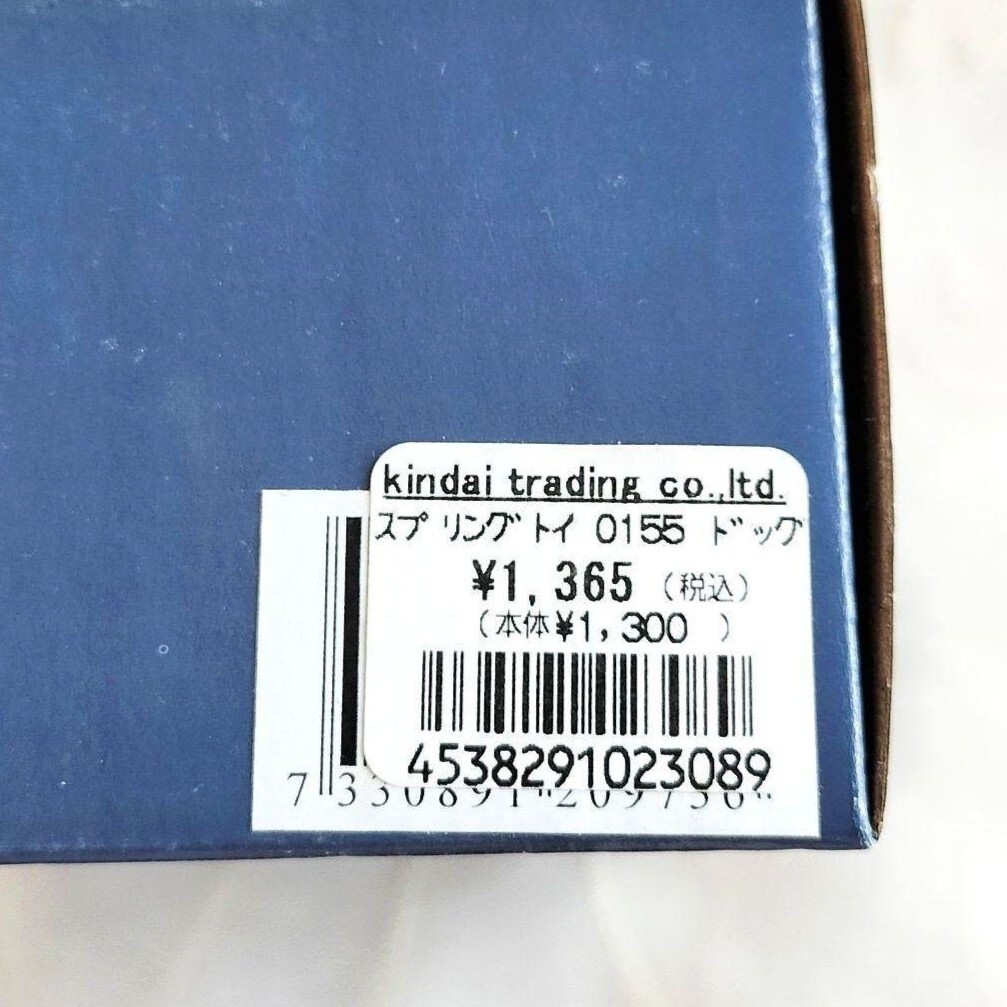 kindai trading co.,ltd.
スプリングトイ 0155 ドッグ
¥1,365 (税込)
(本体¥1,300 )
4538291023089